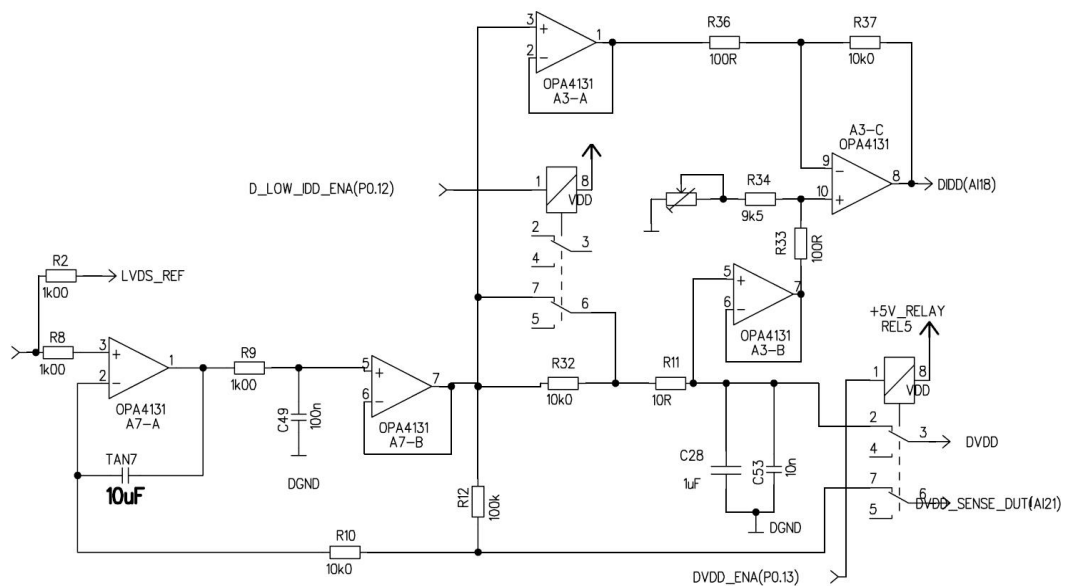 R36
R37
3
1
2
100R
10k0
OPA4131
A3-A
A3-C
OPA4131
D_LOW_IDD_ENA(P0.12)
1
8
VDD
9
10
8
DIDD(AI18)
R34
9k5
2
3
4
R33
100R
7
6
5
5
7
6
R2
LVDS_REF
1k00
+5V_RELAY
REL5
OPA4131
A3-B
R8
3
1
R9
5
7
R32
R11
1
8
VDD
1k00
2
1k00
6
10k0
10R
OPA4131
A7-A
C49
100n
OPA4131
A7-B
2
3
DVDD
4
TAN7
10uF
DGND
C28
1uF
C53
10n
7
6
DVDD_SENSE_DUT(AI21)
5
R12
100k
DGND
R10
10k0
DVDD_ENA(P0.13)